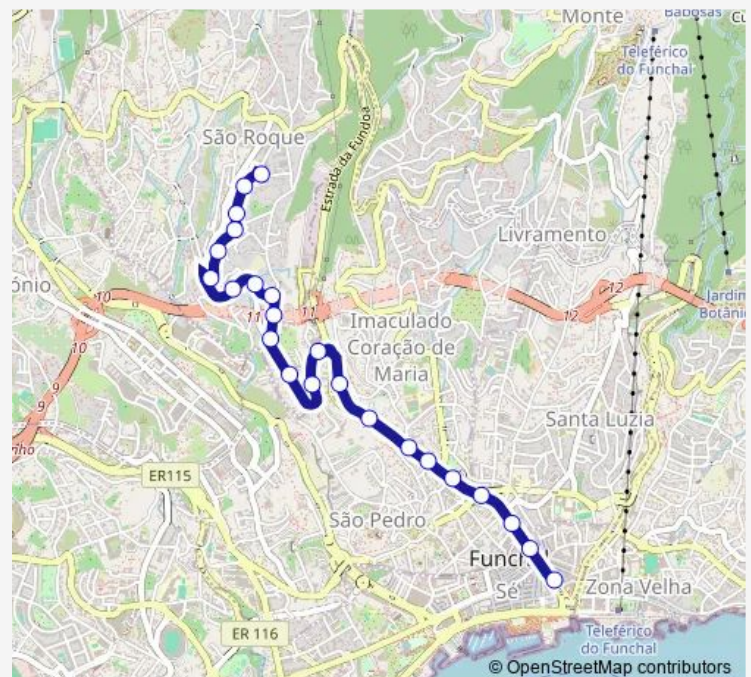 Monte
Babosas
Teleférico
do Funchal
São Roque
Estrada da Fundoa
Livramento
10
11
11
12
12
Jardim
Botânic
ónio
10
9
9
Imaculado
Coração de
Maria
Santa Luzia
ER115
São Pedro
Funchal
Sé
Zona Velha
ER 116
Teleférico
do Funchal
© OpenStreetMap contributors